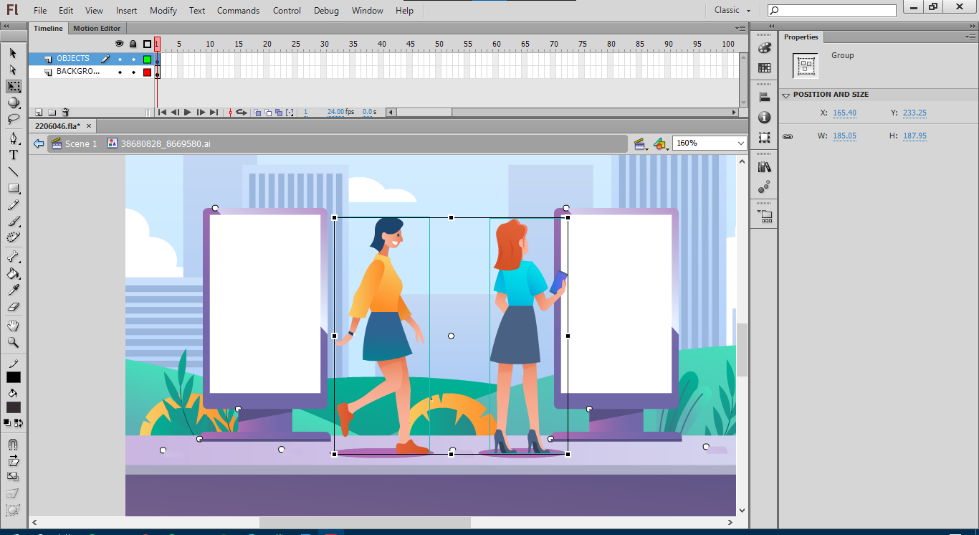 Fl File Edit View Insert Modify Text Commands Control Debug Window Help Classic
Timeline Motion Editor
1 5 10 15 20 25 30 35 40 45 50 55 60 65 70 75 80 85 90 95 100
OBJECTS
BACKGRO...
1 24.00 fps 0.0 s
2206046.fla* ×
Scene 1 38680828_8669580.ai 160%
Properties
Group
POSITION AND SIZE
X: 165.40 Y: 233.25
W: 185.05 H: 187.95